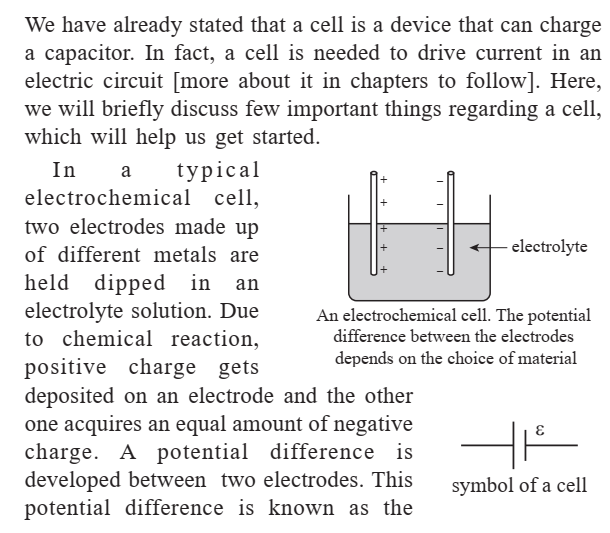 We have already stated that a cell is a device that can charge
a capacitor. In fact, a cell is needed to drive current in an
electric circuit [more about it in chapters to follow]. Here,
we will briefly discuss few important things regarding a cell,
which will help us get started.
In a typical
electrochemical cell,
two electrodes made up
of different metals are
held dipped in an
electrolyte solution. Due
to chemical reaction,
positive charge gets
deposited on an electrode and the other
one acquires an equal amount of negative
charge. A potential difference is
developed between two electrodes. This
potential difference is known as the
+ –
+ –
+ –
+ –
+ –
electrolyte
An electrochemical cell. The potential
difference between the electrodes
depends on the choice of material
ε
symbol of a cell